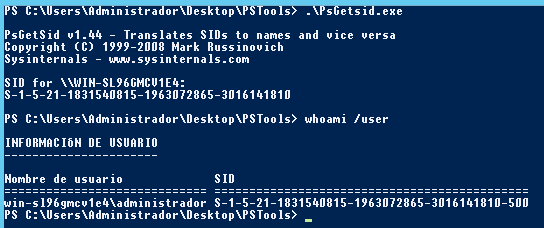 PS C:\Users\Administrador\Desktop\PSTools> .\PsGetsid.exe
PsGetSid v1.44 - Translates SIDs to names and vice versa
Copyright (C) 1999-2008 Mark Russinovich
Sysinternals - www.sysinternals.com
SID for \\WIN-SL96GMCV1E4:
S-1-5-21-1831540815-1963072865-3016141810
PS C:\Users\Administrador\Desktop\PSTools> whoami /user
INFORMACIÓN DE USUARIO
----------------------
Nombre de usuario SID
============================= ============================================
win-sl96gmcv1e4\administrador S-1-5-21-1831540815-1963072865-3016141810-500
PS C:\Users\Administrador\Desktop\PSTools> _